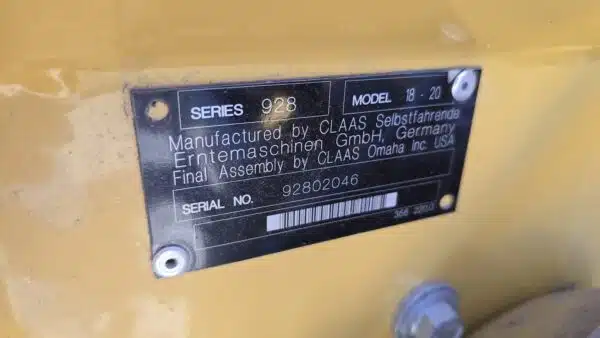 SERIES 928 MODEL 18 - 20
Manufactured by CLAAS Selbstfahrende
Erntemaschinen GmbH, Germany
Final Assembly by CLAAS Omaha Inc. USA
SERIAL NO. 92802046
366